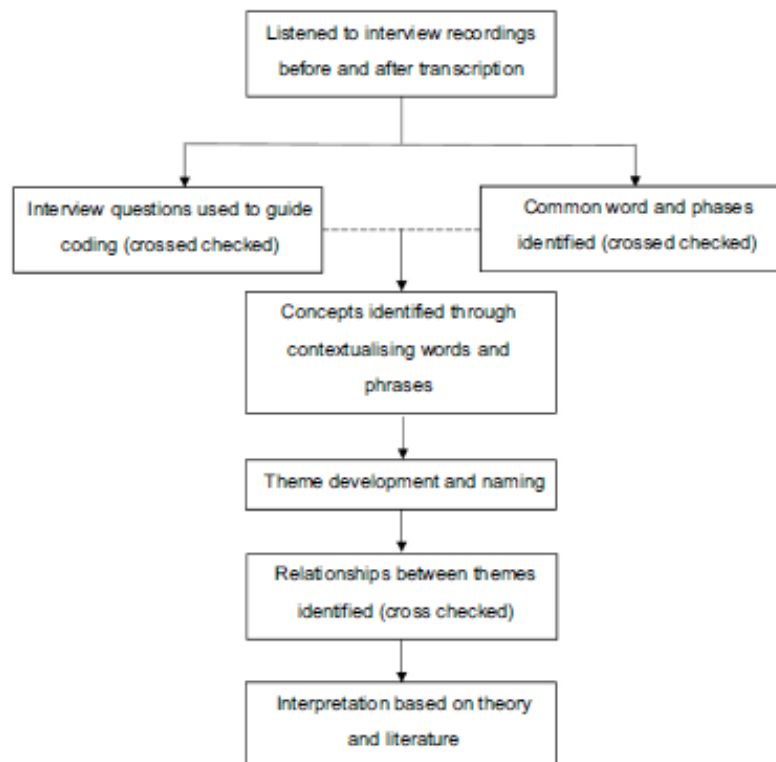 Listened to interview recordings
before and after transcription
Interview questions used to guide
coding (crossed checked)
Common word and phases
identified (crossed checked)
Concepts identified through
contextualising words and
phrases
Theme development and naming
Relationships between themes
identified (cross checked)
Interpretation based on theory
and literature